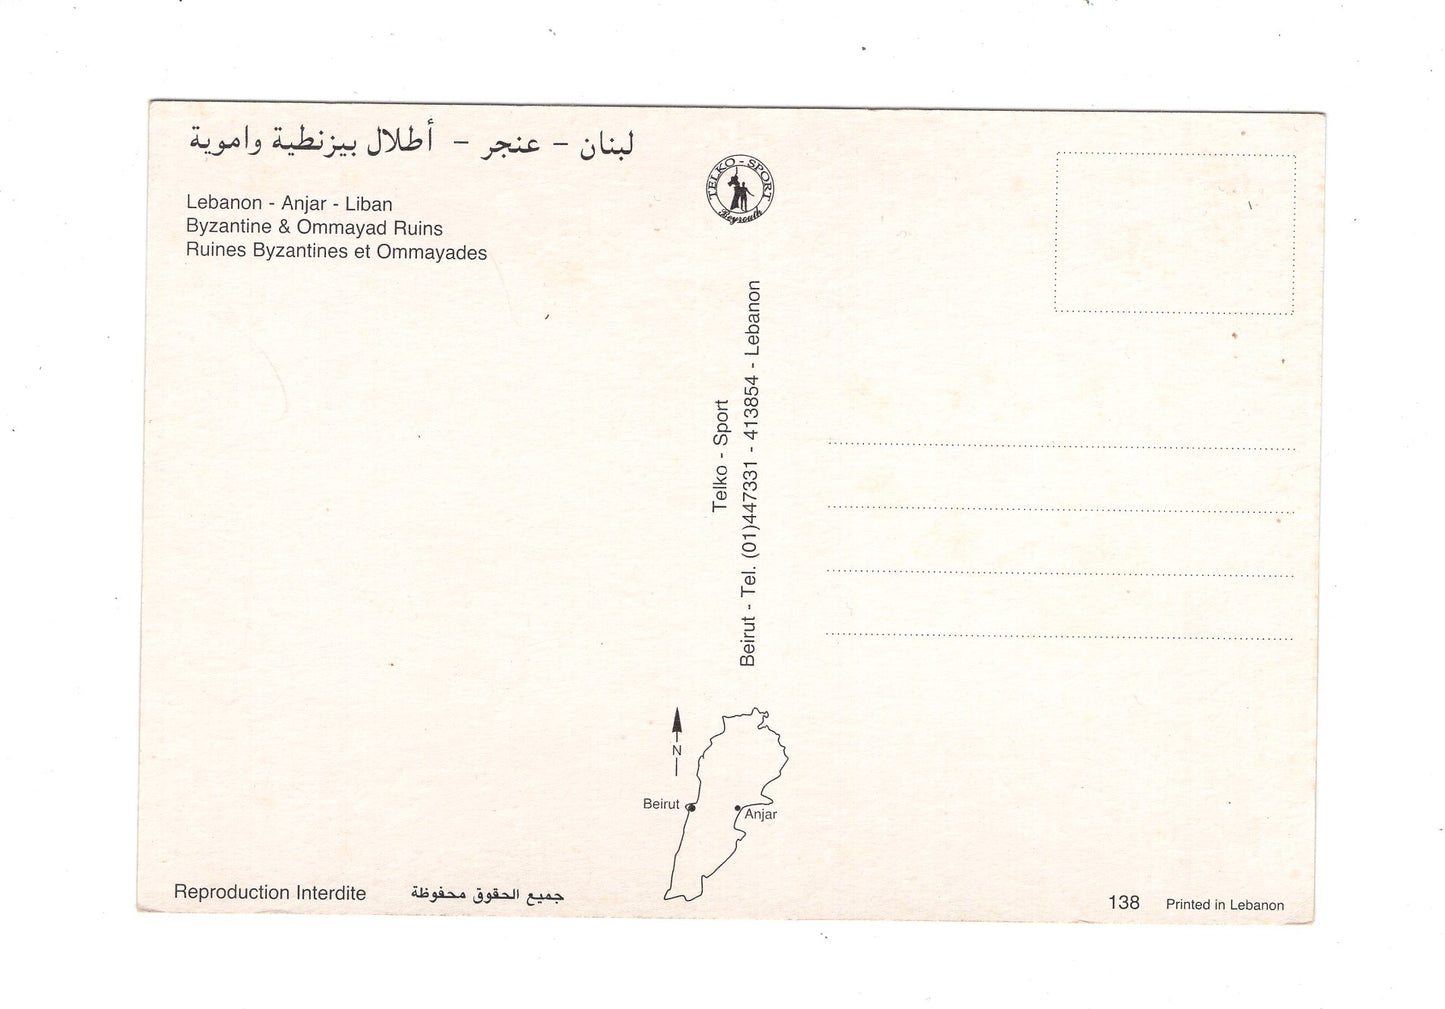 لبنان - عنجر - أطلال بيزنطية واموية
Lebanon - Anjar - Liban
Byzantine & Ommayad Ruins
Ruines Byzantines et Ommayades
TELKO - SPORT
Beyrouth
Telko - Sport
Beirut - Tel. (01)447331 - 413854 - Lebanon
N
Beirut
Anjar
Reproduction Interdite
جميع الحقوق محفوظة
138
Printed in Lebanon